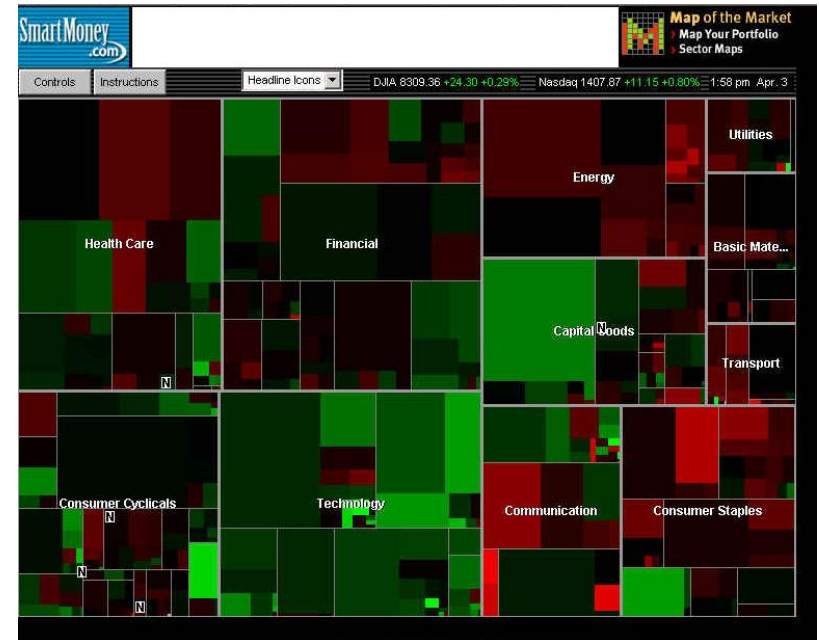 SmartMoney
.com
Map of the Market
Map Your Portfolio
Sector Maps
Controls
Instructions
Headline Icons
DJIA 8309.36 +24.30 +0.29%
Nasdaq 1407.87 +11.15 +0.80%
1:58 pm Apr. 3
Health Care
Financial
Energy
Utilities
Basic Mate...
Capital Goods
N
Transport
N
Consumer Cyclicals
N
N
N
Technology
Communication
Consumer Staples